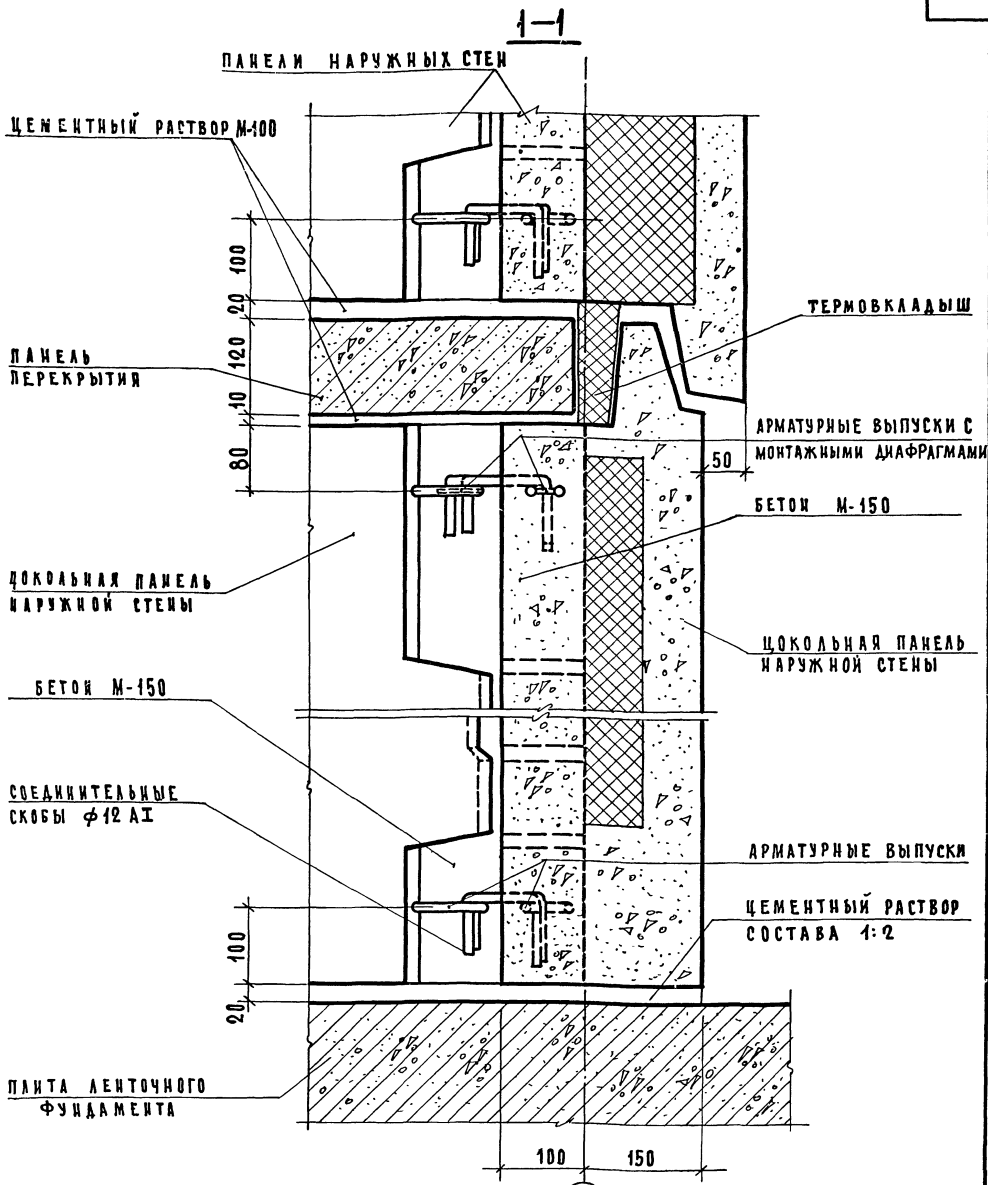 1-1
ПАНЕЛИ НАРУЖНЫХ СТЕН
ЦЕМЕНТНЫЙ РАСТВОР М-100
100
20
120
10
80
ТЕРМОВКЛАДЫШ
ПАНЕЛЬ
ПЕРЕКРЫТИЯ
АРМАТУРНЫЕ ВЫПУСКИ С
МОНТАЖНЫМИ ДИАФРАГМАМИ
50
БЕТОН М-150
ЦОКОЛЬНАЯ ПАНЕЛЬ
НАРУЖНОЙ СТЕНЫ
ЦОКОЛЬНАЯ ПАНЕЛЬ
НАРУЖНОЙ СТЕНЫ
БЕТОН М-150
СОЕДИНИТЕЛЬНЫЕ
СКОБЫ ϕ12 АI
АРМАТУРНЫЕ ВЫПУСКИ
ЦЕМЕНТНЫЙ РАСТВОР
СОСТАВА 1:2
100
20
ПЛИТА ЛЕНТОЧНОГО
ФУНДАМЕНТА
100
150